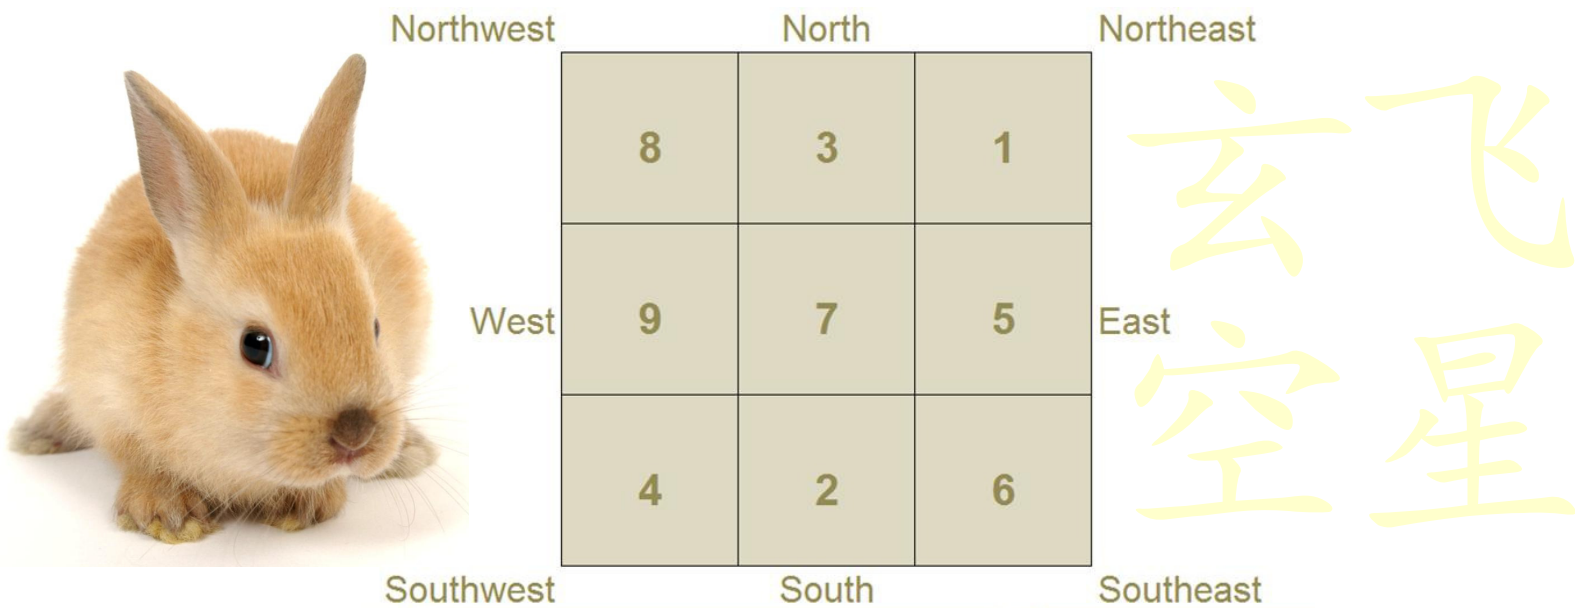 Northwest North Northeast
8 3 1
West 9 7 5 East
4 2 6
Southwest South Southeast
玄飞
空星